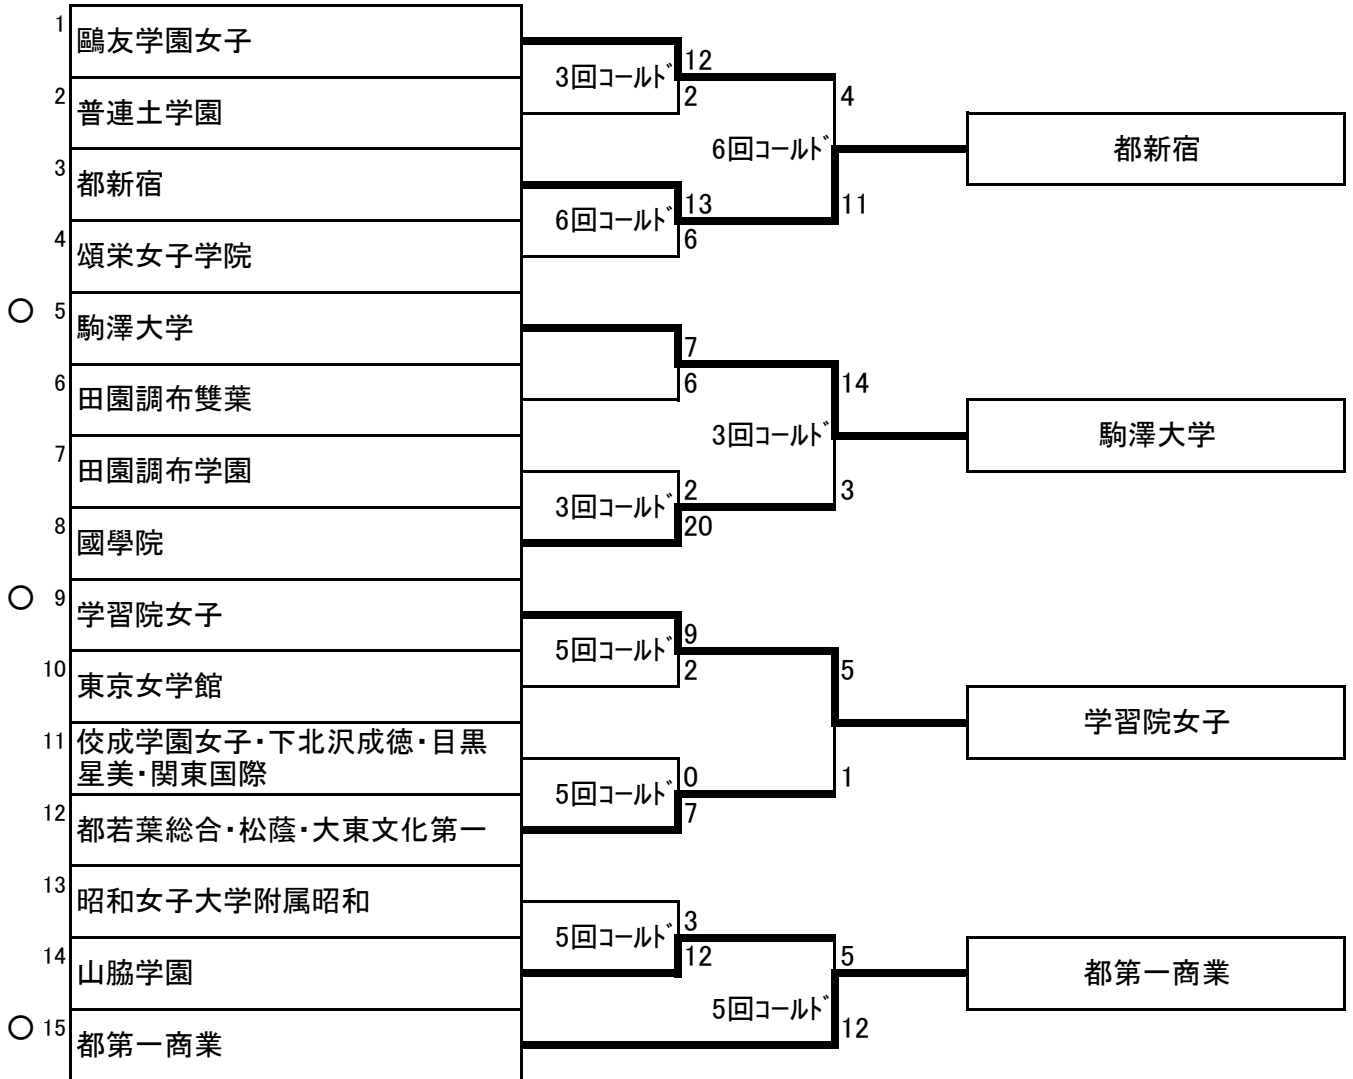 1 鷗友学園女子
12
3回ｺｰﾙﾄﾞ
2 普連土学園
2
4
6回ｺｰﾙﾄﾞ
都新宿
3 都新宿
13
11
6回ｺｰﾙﾄﾞ
4 頌栄女子学院
6
○ 5 駒澤大学
7
6 田園調布雙葉
6
14
3回ｺｰﾙﾄﾞ
駒澤大学
7 田園調布学園
2
3
3回ｺｰﾙﾄﾞ
8 國學院
20
○ 9 学習院女子
9
5回ｺｰﾙﾄﾞ
10 東京女学館
2
5
学習院女子
11 佼成学園女子・下北沢成徳・目黒
星美・関東国際
0
1
5回ｺｰﾙﾄﾞ
12 都若葉総合・松蔭・大東文化第一
7
13 昭和女子大学附属昭和
3
5回ｺｰﾙﾄﾞ
14 山脇学園
12
5
都第一商業
5回ｺｰﾙﾄﾞ
○ 15 都第一商業
12